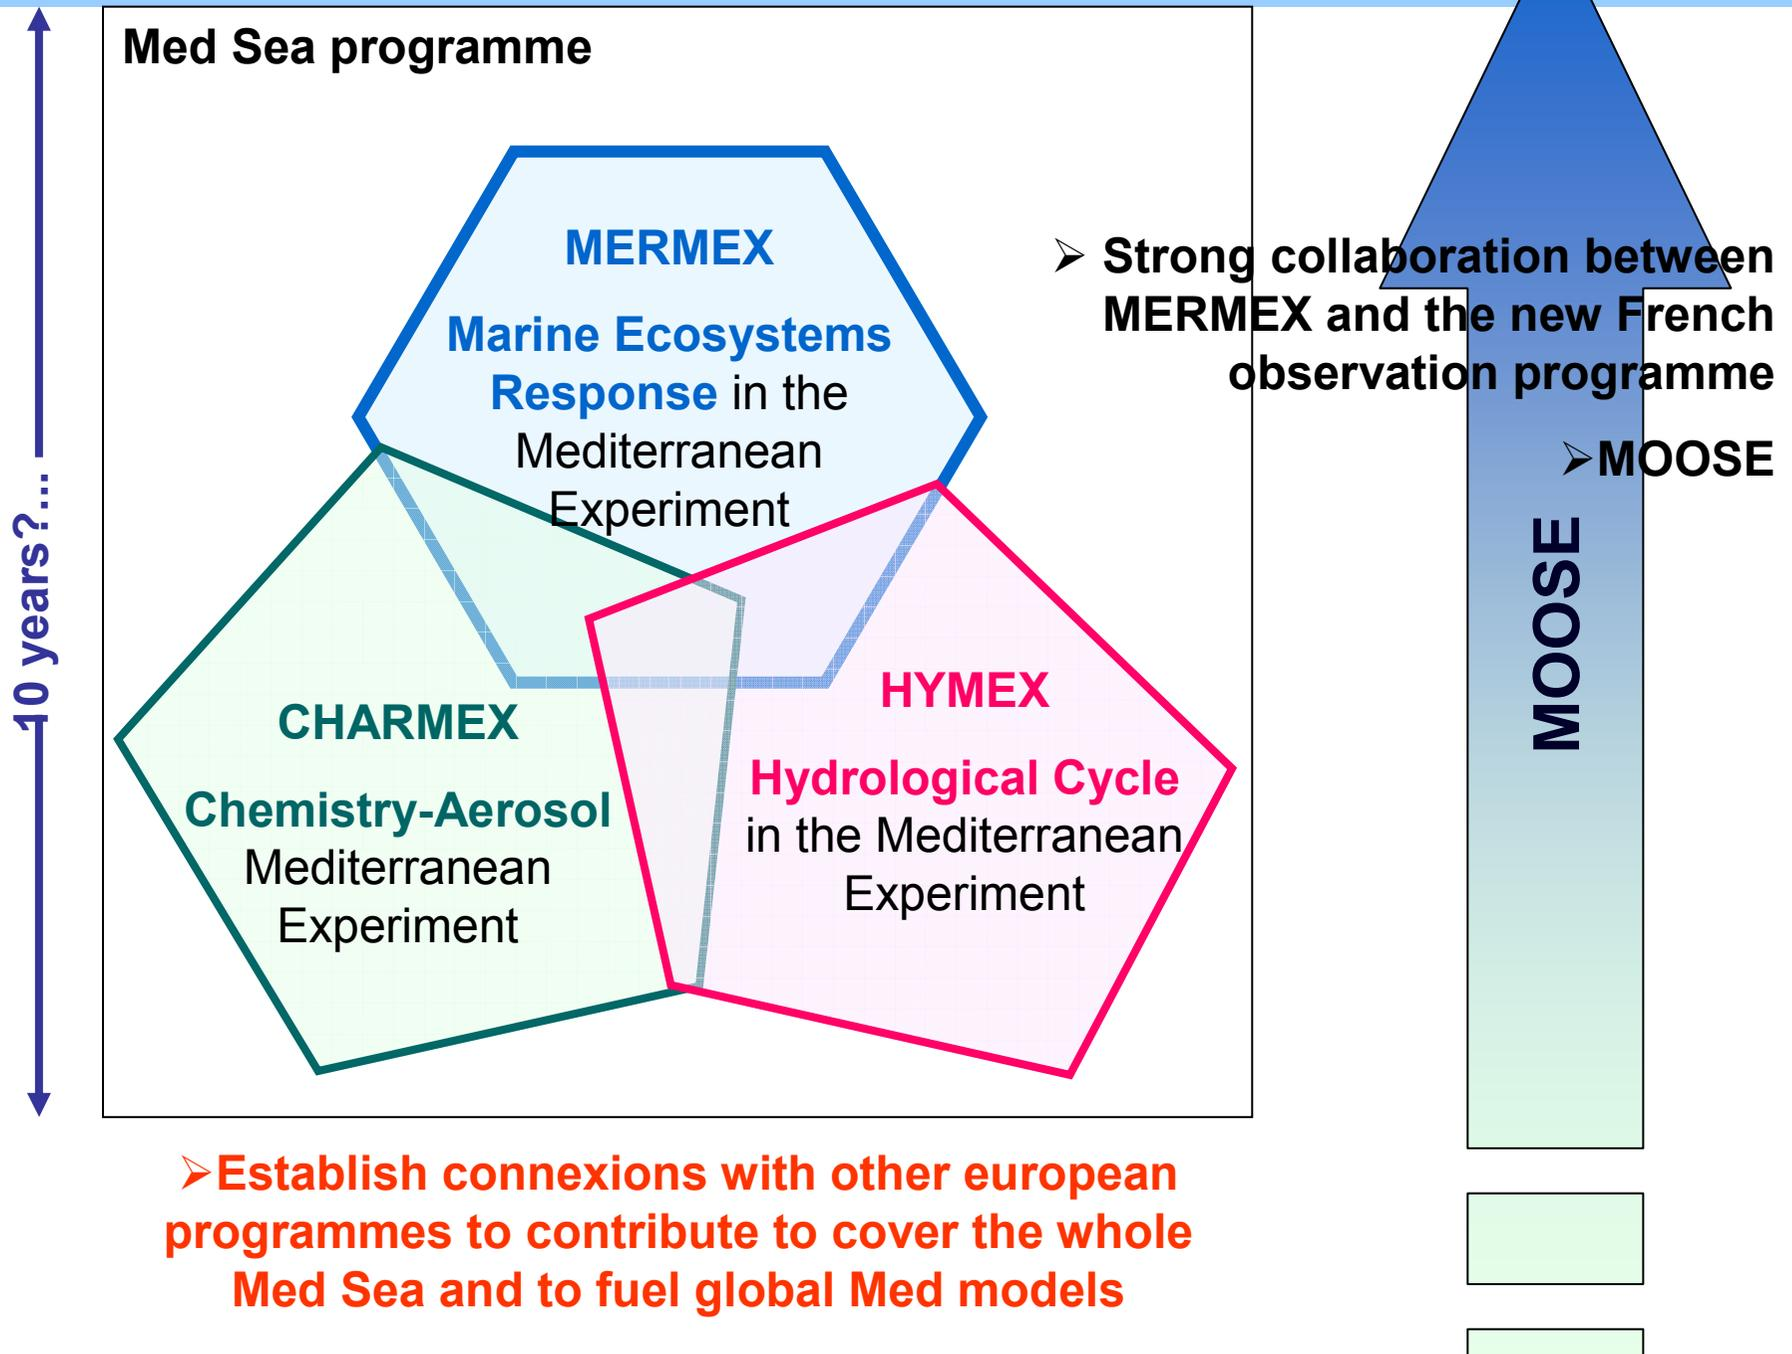 Med Sea programme
10 years?...
MERMEX
Marine Ecosystems
Response in the
Mediterranean
Experiment
➢ Strong collaboration between
MERMEX and the new French
observation programme
➢MOOSE
MOOSE
CHARMEX
Chemistry-Aerosol
Mediterranean
Experiment
HYMEX
Hydrological Cycle
in the Mediterranean
Experiment
➢Establish connexions with other european
programmes to contribute to cover the whole
Med Sea and to fuel global Med models